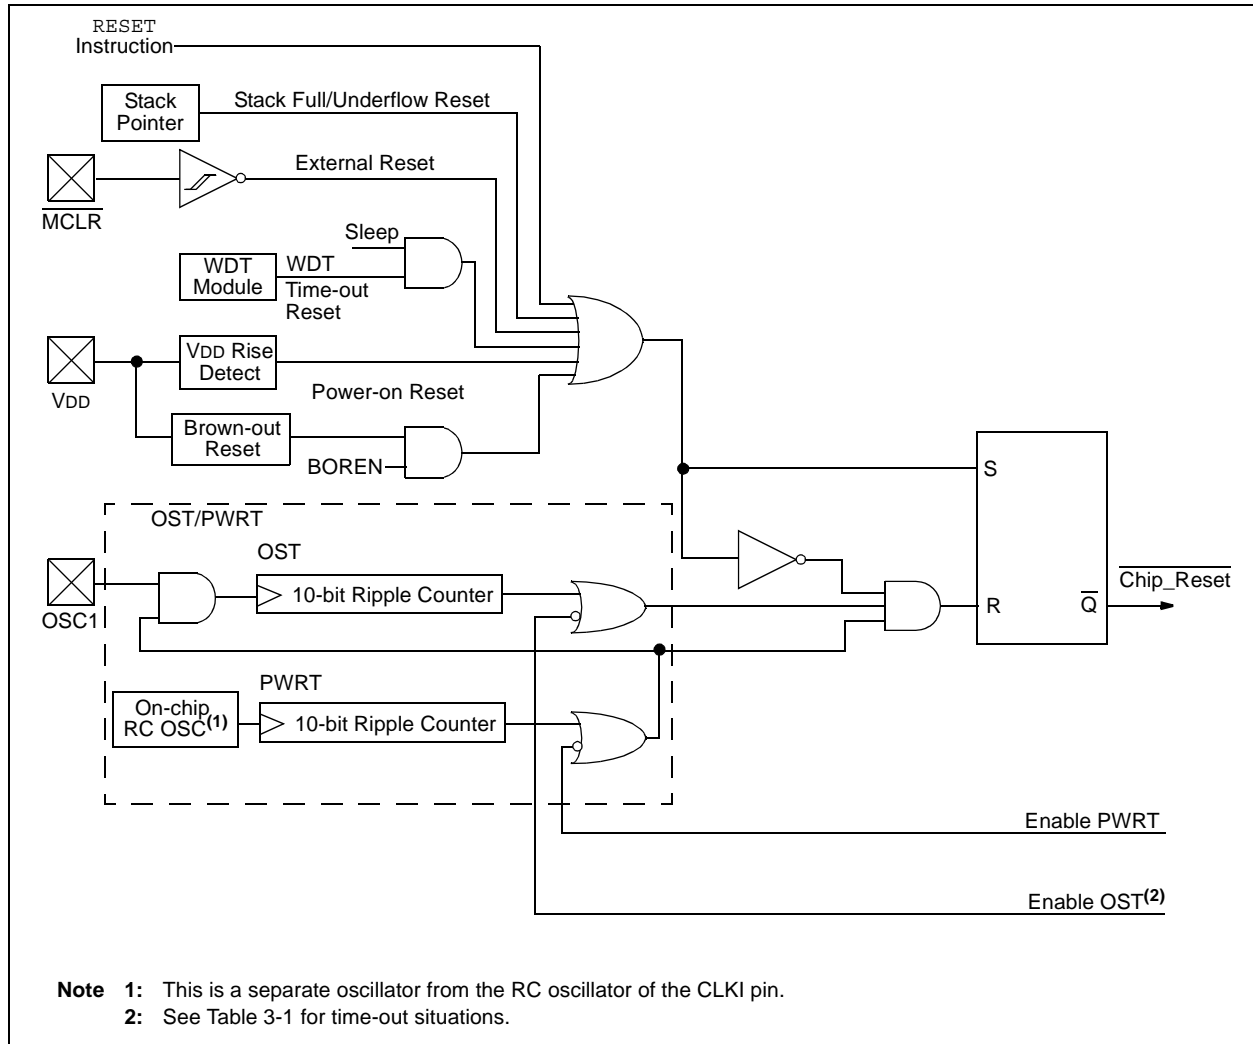 RESET
Instruction
Stack
Pointer
Stack Full/Underflow Reset
External Reset
MCLR
Sleep
WDT
Module
WDT
Time-out
Reset
VDD Rise
Detect
VDD
Power-on Reset
Brown-out
Reset
BOREN
S
OST/PWRT
OST
10-bit Ripple Counter
OSC1
Chip_Reset
R
Q
PWRT
On-chip
RC OSC(1)
10-bit Ripple Counter
Enable PWRT
Enable OST(2)
Note 1: This is a separate oscillator from the RC oscillator of the CLKI pin.
2: See Table 3-1 for time-out situations.